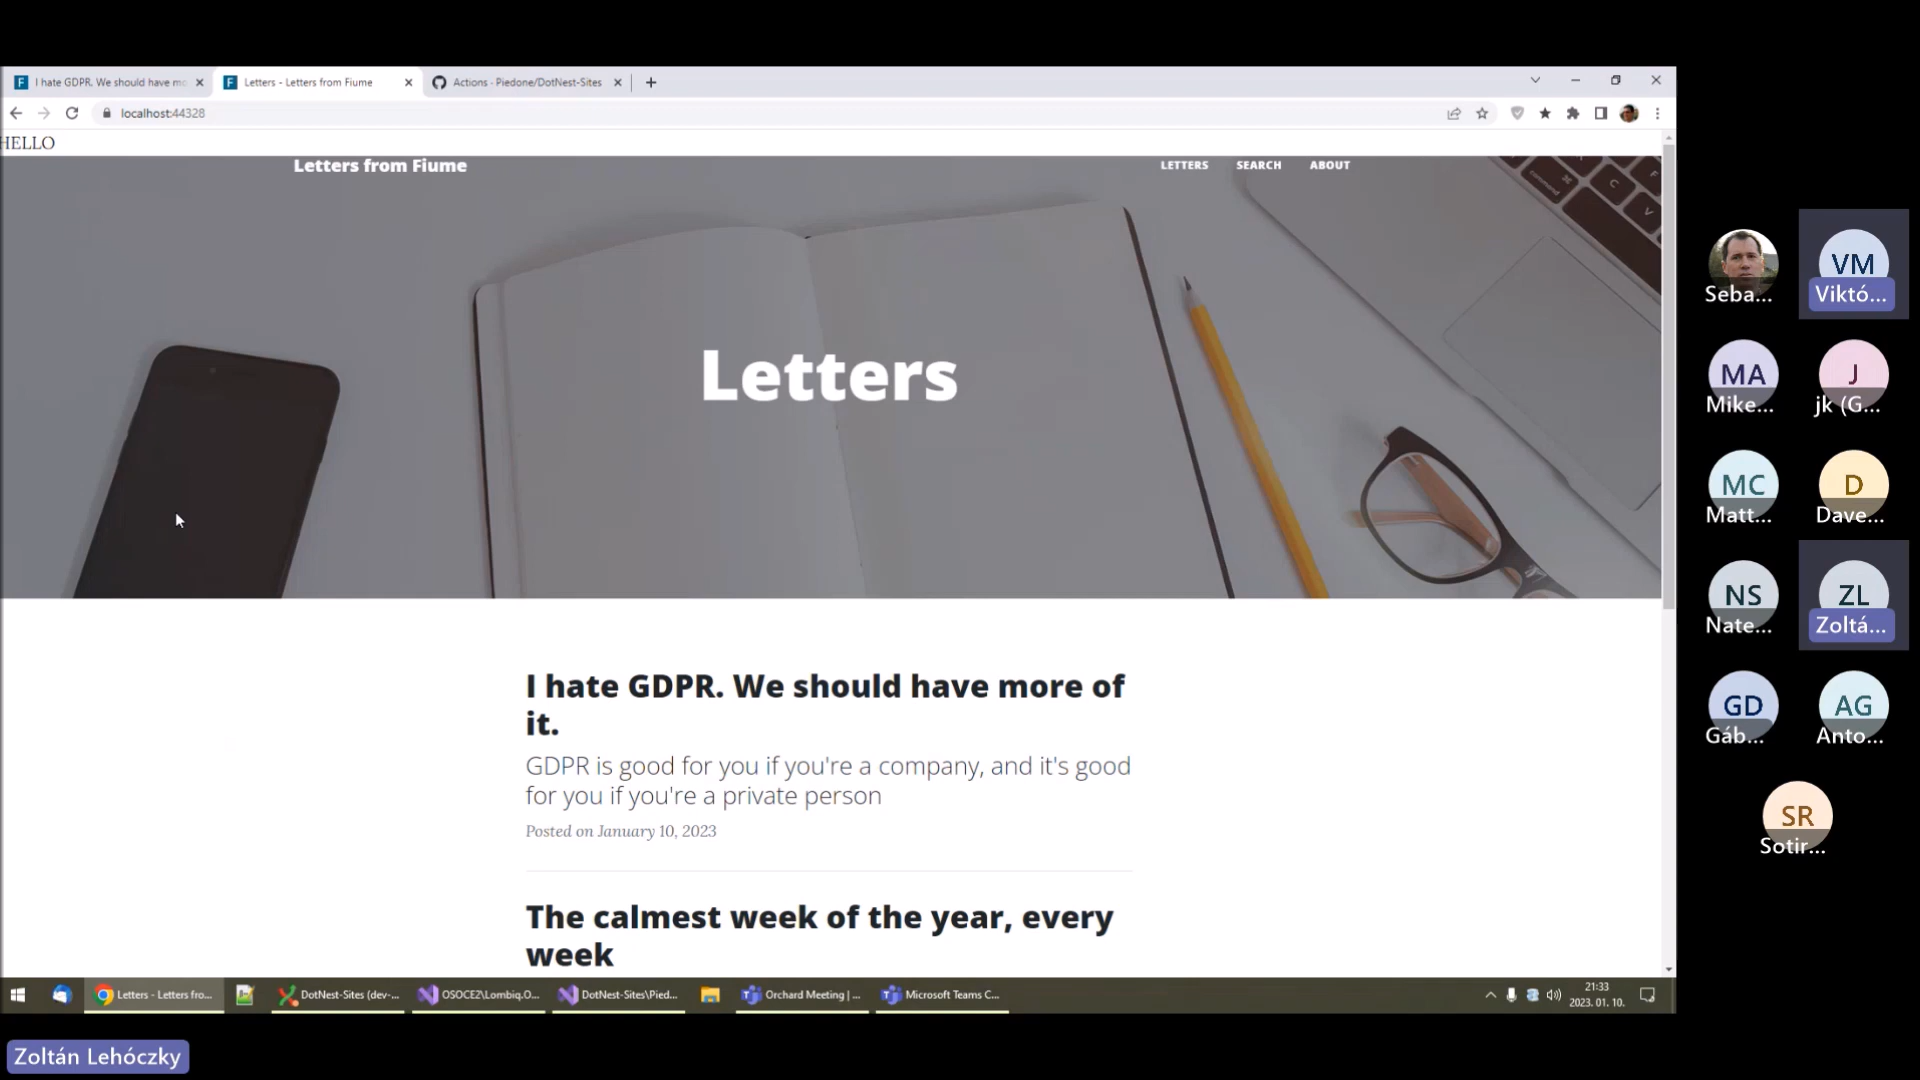 I hate GDPR. We should have mo
Letters - Letters from Fiume
Actions · Piedone/DotNest-Sites
localhost:44328
HELLO
Letters from Fiume
LETTERS
SEARCH
ABOUT
Letters
I hate GDPR. We should have more of
it.
GDPR is good for you if you're a company, and it's good
for you if you're a private person
Posted on January 10, 2023
The calmest week of the year, every
week
Letters - Letters fro...
DotNest-Sites (dev-...
OSOCE2\Lombiq.O...
DotNest-Sites\Pied...
Orchard Meeting | ...
Microsoft Teams C...
21:33
2023. 01. 10.
Seba...
VM
Viktó...
MA
Mike...
J
jk (G...
MC
Matt...
D
Dave...
NS
Nate...
ZL
Zoltá...
GD
Gáb...
AG
Anto...
SR
Sotir...
Zoltán Lehóczky